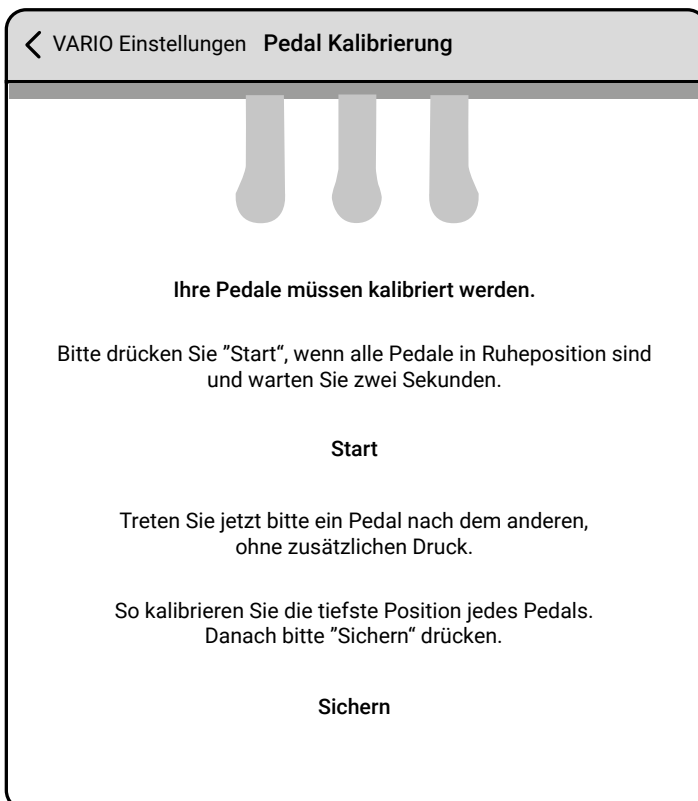 VARIO Einstellungen Pedal Kalibrierung
Ihre Pedale müssen kalibriert werden.
Bitte drücken Sie ”Start“, wenn alle Pedale in Ruheposition sind
und warten Sie zwei Sekunden.
Start
Treten Sie jetzt bitte ein Pedal nach dem anderen,
ohne zusätzlichen Druck.
So kalibrieren Sie die tiefste Position jedes Pedals.
Danach bitte ”Sichern“ drücken.
Sichern